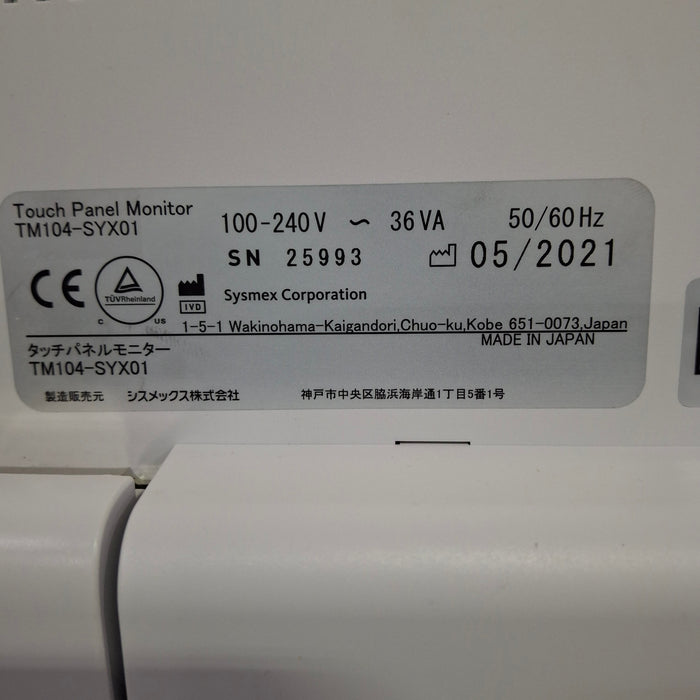 Touch Panel Monitor
TM104-SYX01
100-240V ∼ 36VA 50/60Hz
SN 25993 05/2021
CE
TÜVRheinland
C US
IVD
Sysmex Corporation
1-5-1 Wakinohama-Kaigandori,Chuo-ku,Kobe 651-0073,Japan
MADE IN JAPAN
タッチパネルモニター
TM104-SYX01
製造販売元 シスメックス株式会社 神戸市中央区脇浜海岸通1丁目5番1号